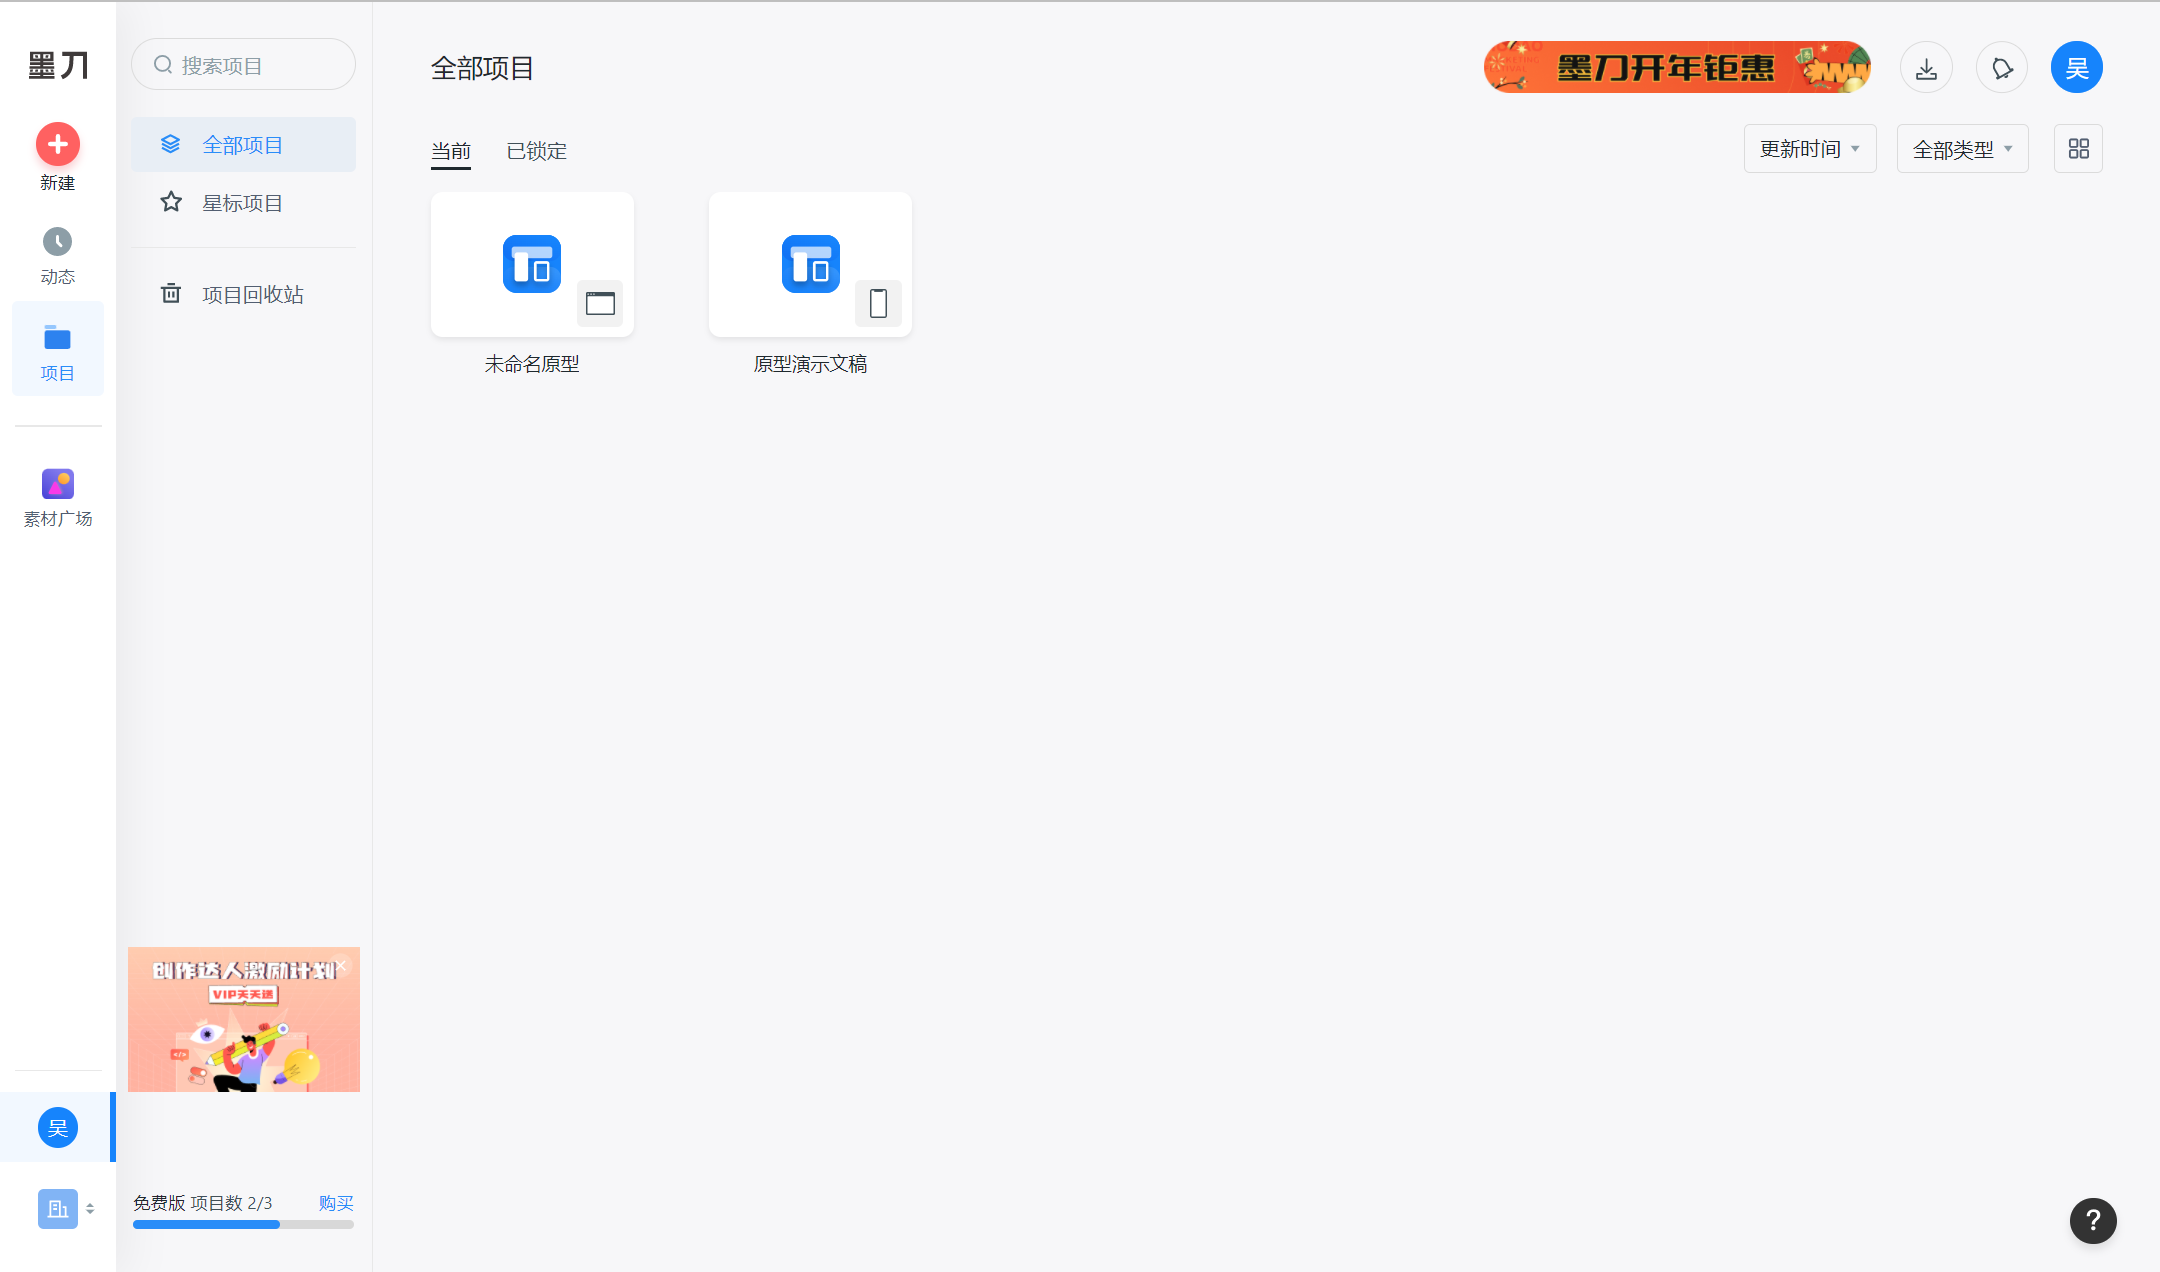 墨刀
新建
动态
项目
素材广场
吴
搜索项目
全部项目
星标项目
项目回收站
创作达人激励计划
VIP天天送
</>
免费版 项目数 2/3 购买
全部项目
墨刀开年钜惠
吴
当前 已锁定
更新时间 全部类型
未命名原型 原型演示文稿
?